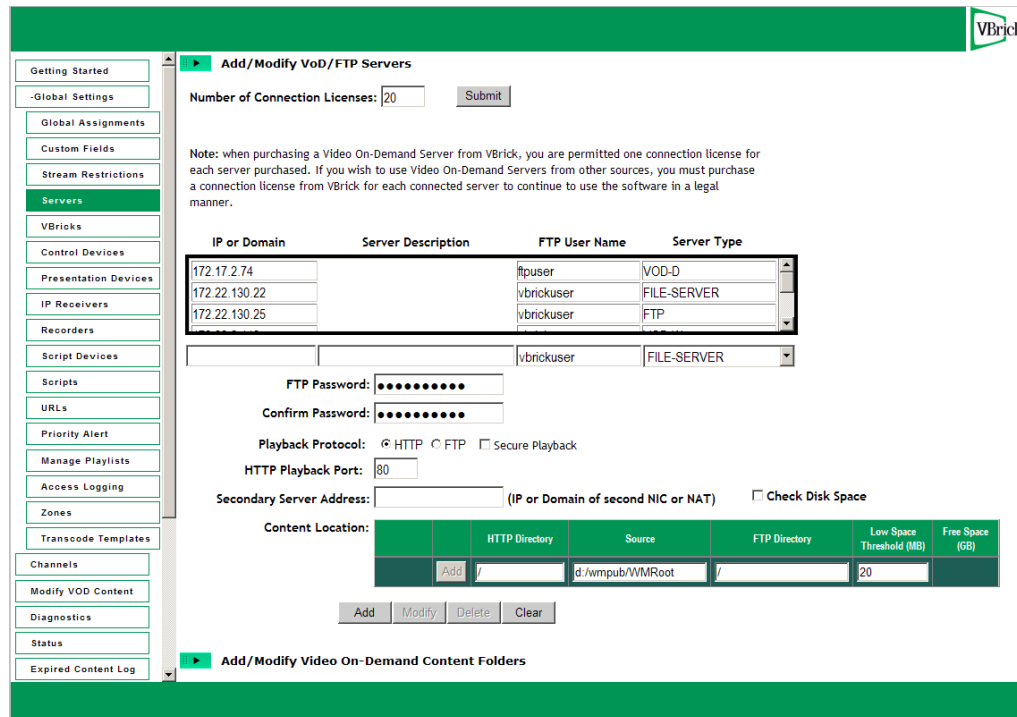 VBrick
Getting Started
-Global Settings
Global Assignments
Custom Fields
Stream Restrictions
Servers
VBricks
Control Devices
Presentation Devices
IP Receivers
Recorders
Script Devices
Scripts
URLs
Priority Alert
Manage Playlists
Access Logging
Zones
Transcode Templates
Channels
Modify VOD Content
Diagnostics
Status
Expired Content Log
Add/Modify VoD/FTP Servers
Number of Connection Licenses: 20 Submit
Note: when purchasing a Video On-Demand Server from VBrick, you are permitted one connection license for
each server purchased. If you wish to use Video On-Demand Servers from other sources, you must purchase
a connection license from VBrick for each connected server to continue to use the software in a legal
manner.
IP or Domain Server Description FTP User Name Server Type
172.17.2.74 ftpuser VOD-D
172.22.130.22 vbrickuser FILE-SERVER
172.22.130.25 vbrickuser FTP
vbrickuser FILE-SERVER
FTP Password: ●●●●●●●●●●
Confirm Password: ●●●●●●●●●●
Playback Protocol: HTTP FTP Secure Playback
HTTP Playback Port: 80
Secondary Server Address: (IP or Domain of second NIC or NAT) Check Disk Space
Content Location:
HTTP Directory Source FTP Directory Low Space Threshold (MB) Free Space (GB)
Add / d:/wmpub/WMRoot / 20
Add Modify Delete Clear
Add/Modify Video On-Demand Content Folders